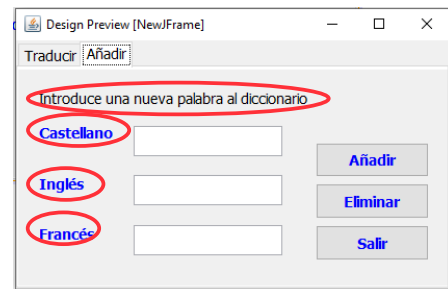 Design Preview [NewJFrame]
Traducir Añadir
Introduce una nueva palabra al diccionario
Castellano
Añadir
Inglés
Eliminar
Francés
Salir